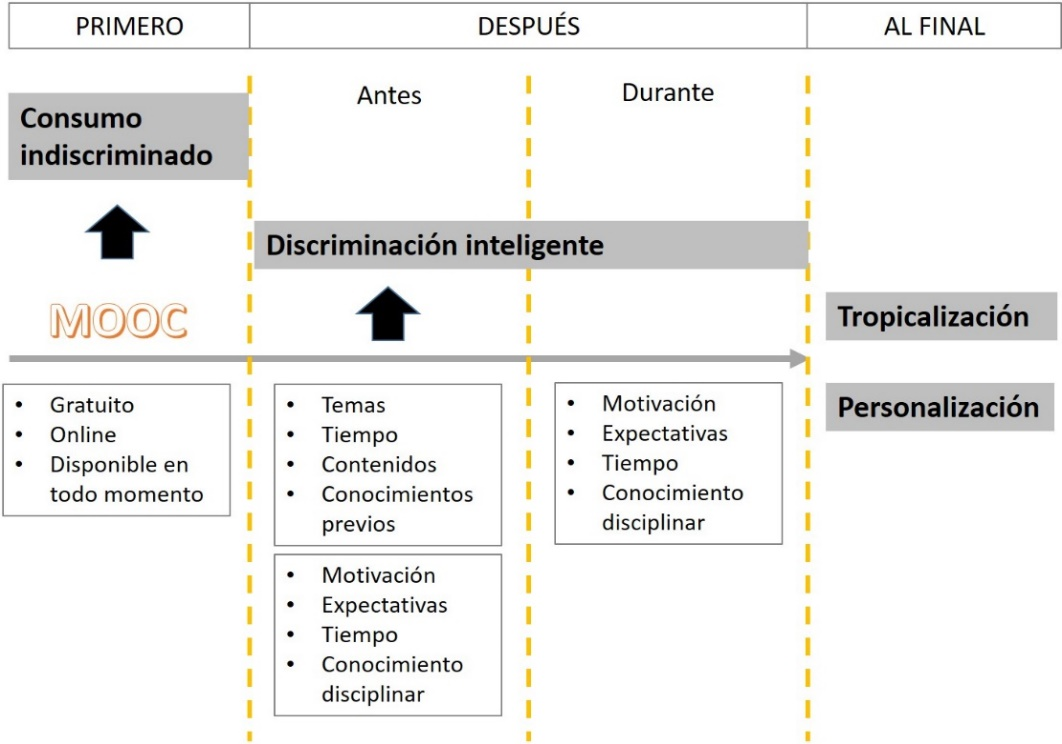 PRIMERO
DESPUÉS
AL FINAL
Antes
Durante
Consumo
indiscriminado
Discriminación inteligente
MOOC
Tropicalización
Personalización
• Gratuito
• Online
• Disponible en
todo momento
• Temas
• Tiempo
• Contenidos
• Conocimientos
previos
• Motivación
• Expectativas
• Tiempo
• Conocimiento
disciplinar
• Motivación
• Expectativas
• Tiempo
• Conocimiento
disciplinar